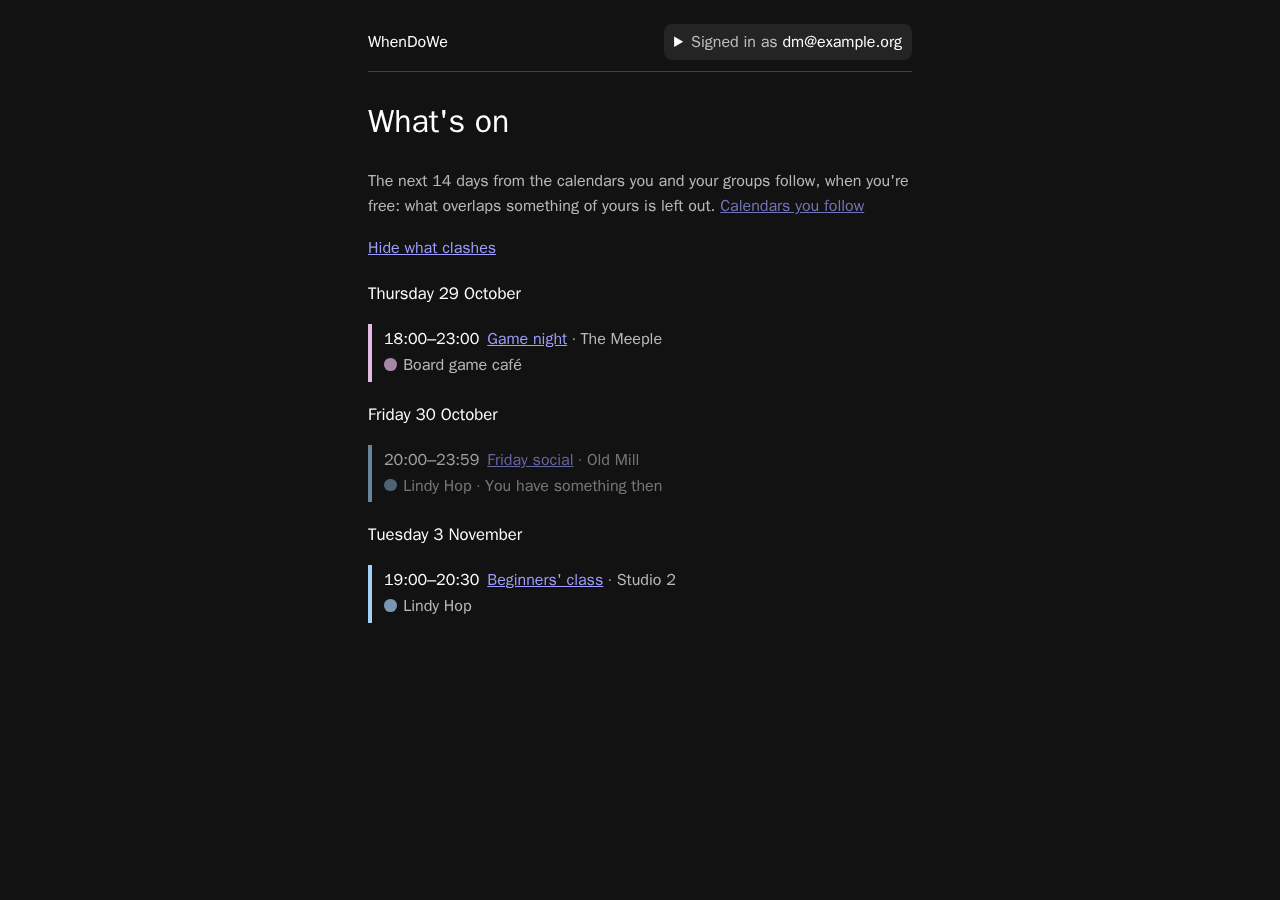 WhenDoWe
Signed in as dm@example.org
What's on
The next 14 days from the calendars you and your groups follow, when you're
free: what overlaps something of yours is left out. Calendars you follow
Hide what clashes
Thursday 29 October
18:00–23:00 Game night · The Meeple
Board game café
Friday 30 October
20:00–23:59 Friday social · Old Mill
Lindy Hop · You have something then
Tuesday 3 November
19:00–20:30 Beginners' class · Studio 2
Lindy Hop